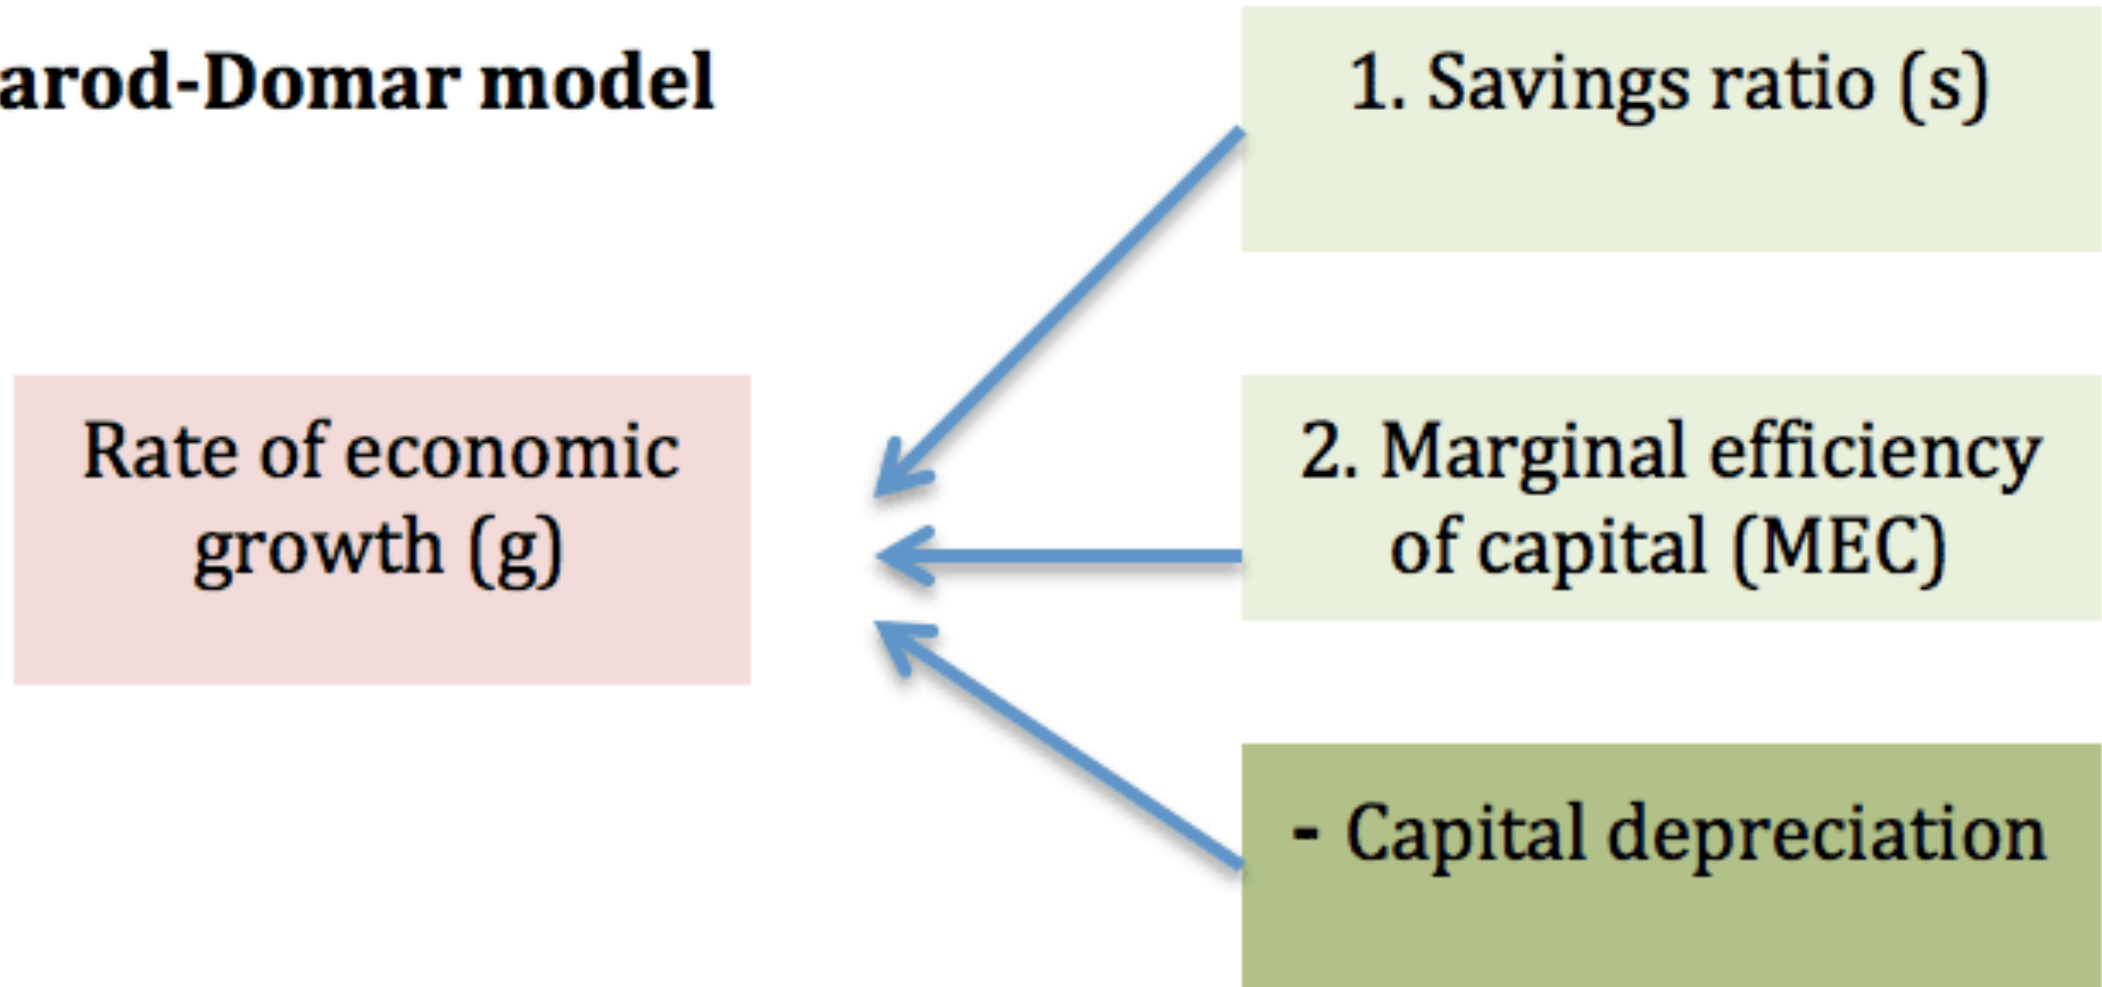 arod-Domar model
1. Savings ratio (s)
Rate of economic
growth (g)
2. Marginal efficiency
of capital (MEC)
- Capital depreciation